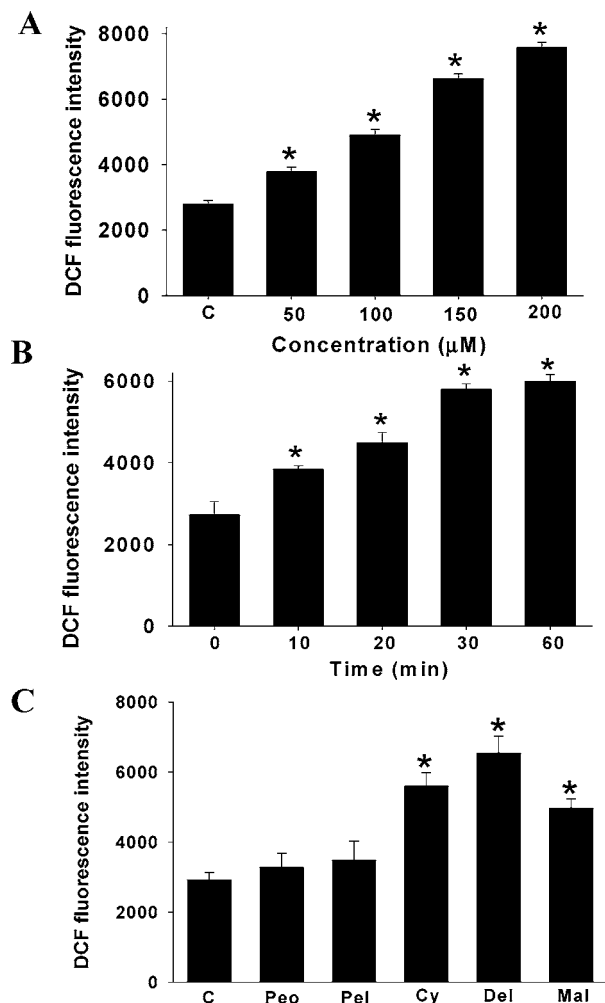 A
DCF fluorescence intensity
8000
*
*
6000
*
*
4000
2000
0
C 50 100 150 200
Concentration (μM)
B
DCF fluorescence intensity
6000
*
*
*
*
4000
2000
0
0 10 20 30 60
Time (min)
C
DCF fluorescence intensity
8000
*
*
6000
*
4000
2000
0
C Peo Pel Cy Del Mal